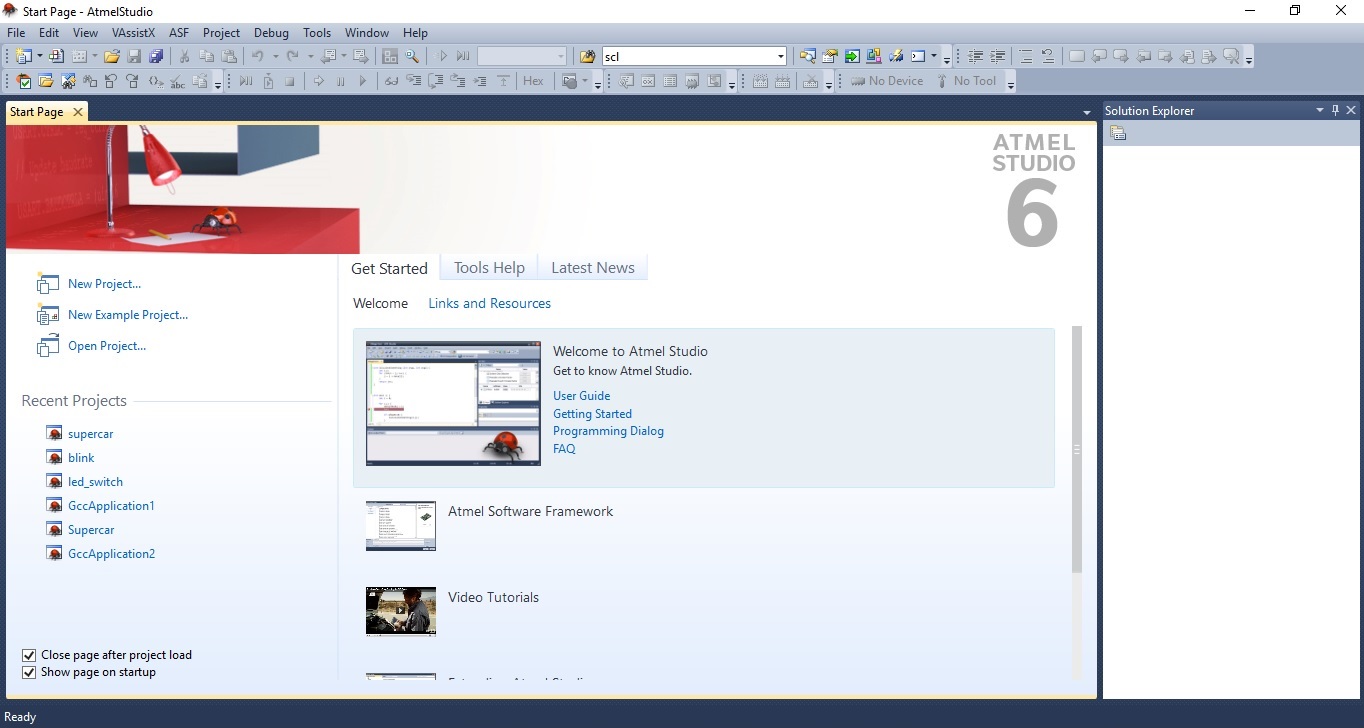 Start Page - AtmelStudio
File Edit View VAssistX ASF Project Debug Tools Window Help
scl
Hex No Device No Tool
Start Page
Solution Explorer
ATMEL
STUDIO
6
New Project...
New Example Project...
Open Project...
Recent Projects
supercar
blink
led_switch
GccApplication1
Supercar
GccApplication2
Close page after project load
Show page on startup
Get Started Tools Help Latest News
Welcome Links and Resources
Welcome to Atmel Studio
Get to know Atmel Studio.
User Guide
Getting Started
Programming Dialog
FAQ
Atmel Software Framework
Video Tutorials
Ready